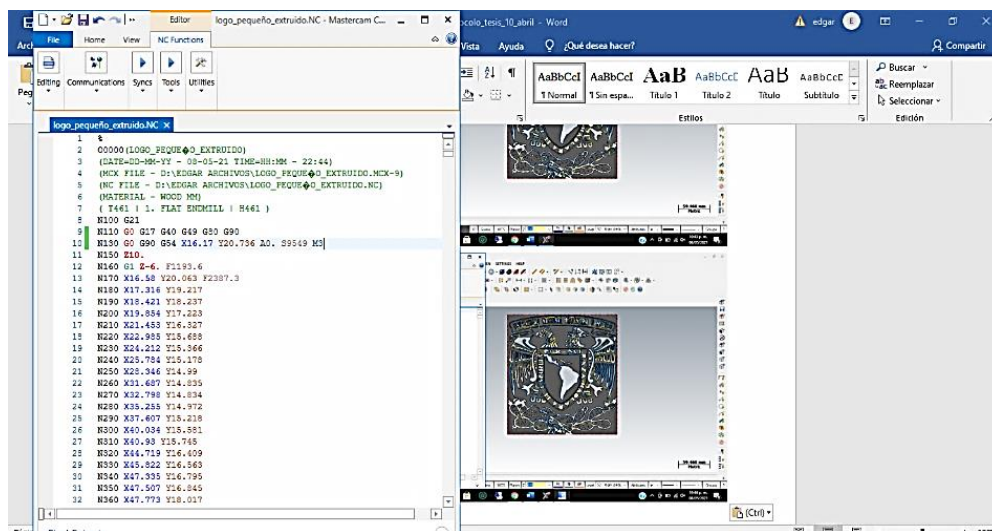 Editor
logo_pequeño_extruido.NC - Mastercam C...
File Home View NC Functions
Editing Communications Syncs Tools Utilities
logo_pequeño_extruido.NC
1 %
2 O0000(LOGO_PEQUE�O_EXTRUIDO)
3 (DATE=DD-MM-YY - 08-05-21 TIME=HH:MM - 22:44)
4 (MCX FILE - D:\EDGAR ARCHIVOS\LOGO_PEQUE�O_EXTRUIDO.MCX-9)
5 (NC FILE - D:\EDGAR ARCHIVOS\LOGO_PEQUE�O_EXTRUIDO.NC)
6 (MATERIAL - WOOD MM)
7 ( T461 | 1. FLAT ENDMILL | H461 )
8 N100 G21
9 N110 G0 G17 G40 G49 G80 G90
10 N130 G0 G90 G54 X16.17 Y20.736 A0. S9549 M3
11 N150 Z10.
12 N160 G1 Z-6. F1193.6
13 N170 X16.58 Y20.063 F2387.3
14 N180 X17.316 Y19.217
15 N190 X18.421 Y18.237
16 N200 X19.854 Y17.223
17 N210 X21.453 Y16.327
18 N220 X22.985 Y15.688
19 N230 X24.212 Y15.366
20 N240 X25.784 Y15.178
21 N250 X28.346 Y14.99
22 N260 X31.687 Y14.835
23 N270 X32.798 Y14.834
24 N280 X35.255 Y14.972
25 N290 X37.607 Y15.218
26 N300 X40.034 Y15.581
27 N310 X40.93 Y15.745
28 N320 X44.719 Y16.409
29 N330 X45.822 Y16.563
30 N340 X47.335 Y16.795
31 N350 X47.507 Y16.845
32 N360 X47.773 Y18.017
ocolo_tesis_10_abril - Word
edgar
E
Vista Ayuda ¿Qué desea hacer?
Compartir
AaBbCcI AaBbCcI AaB AaBbCcC AaB AaBbCcC
¶ Normal ¶ Sin espa... Título 1 Título 2 Título Subtítulo
Estilos
Buscar
Reemplazar
Seleccionar
Edición
(Ctrl)